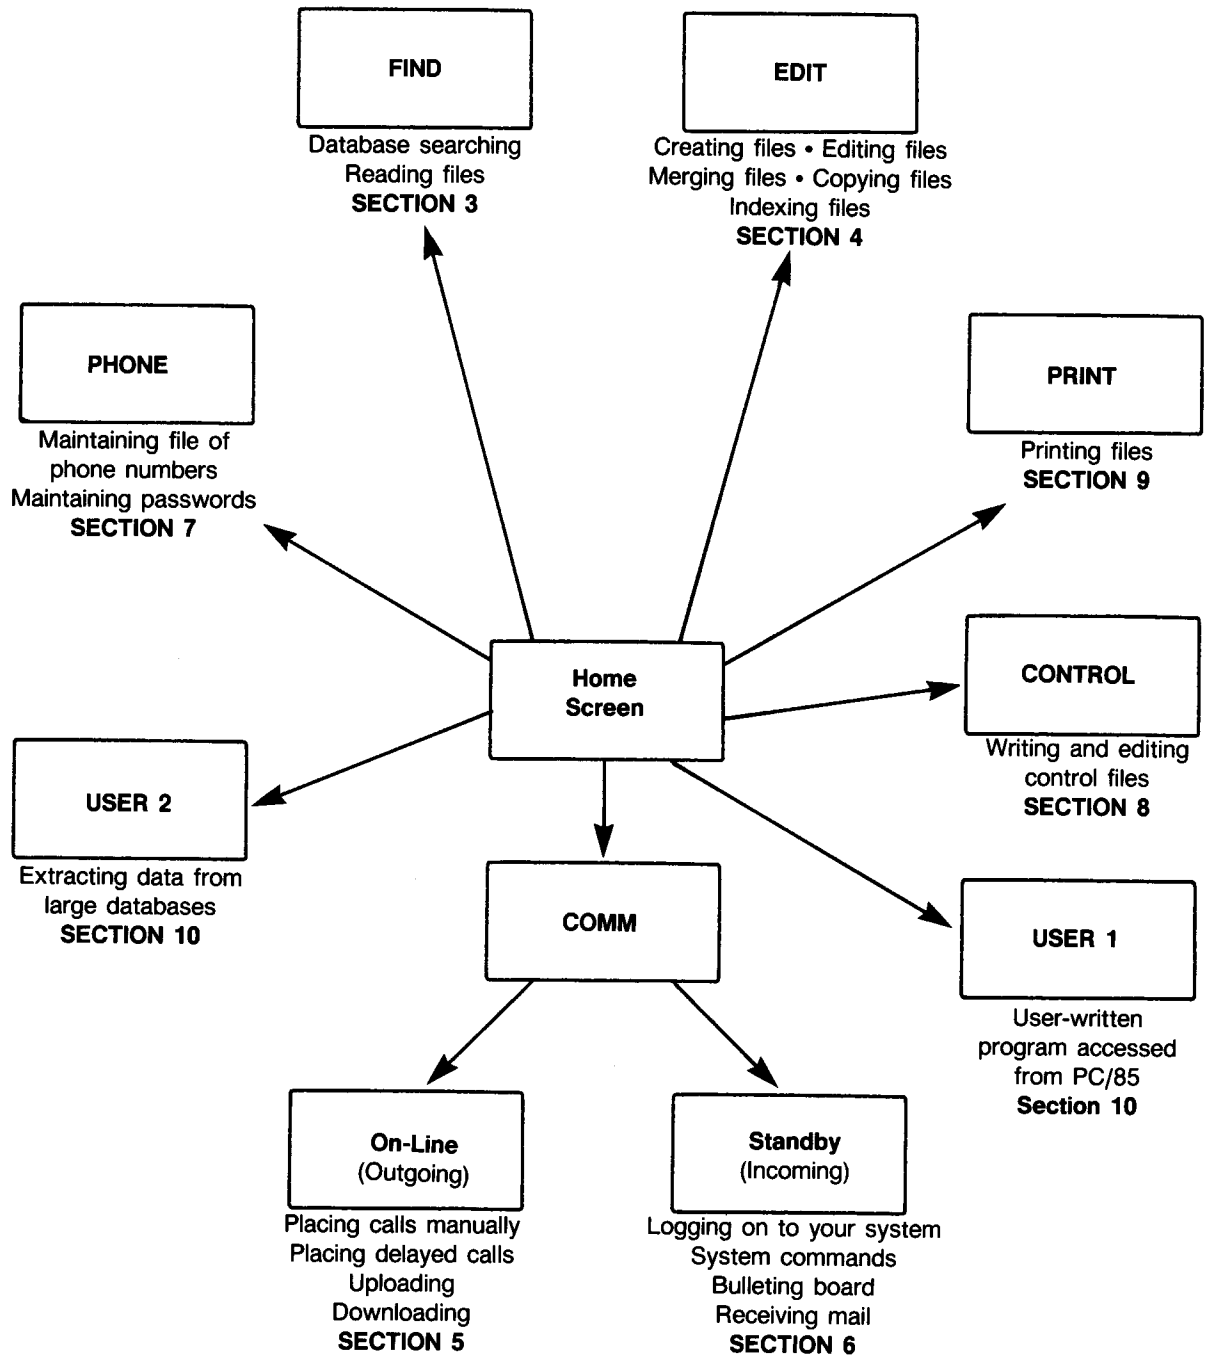 FIND
Database searching
Reading files
SECTION 3
EDIT
Creating files • Editing files
Merging files • Copying files
Indexing files
SECTION 4
PHONE
Maintaining file of
phone numbers
Maintaining passwords
SECTION 7
PRINT
Printing files
SECTION 9
Home
Screen
CONTROL
Writing and editing
control files
SECTION 8
USER 2
Extracting data from
large databases
SECTION 10
COMM
USER 1
User-written
program accessed
from PC/85
Section 10
On-Line
(Outgoing)
Placing calls manually
Placing delayed calls
Uploading
Downloading
SECTION 5
Standby
(Incoming)
Logging on to your system
System commands
Bulleting board
Receiving mail
SECTION 6